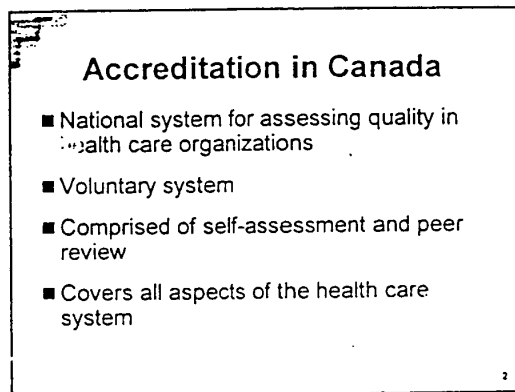 Accreditation in Canada
■ National system for assessing quality in
health care organizations
■ Voluntary system
■ Comprised of self-assessment and peer
review
■ Covers all aspects of the health care
system
2